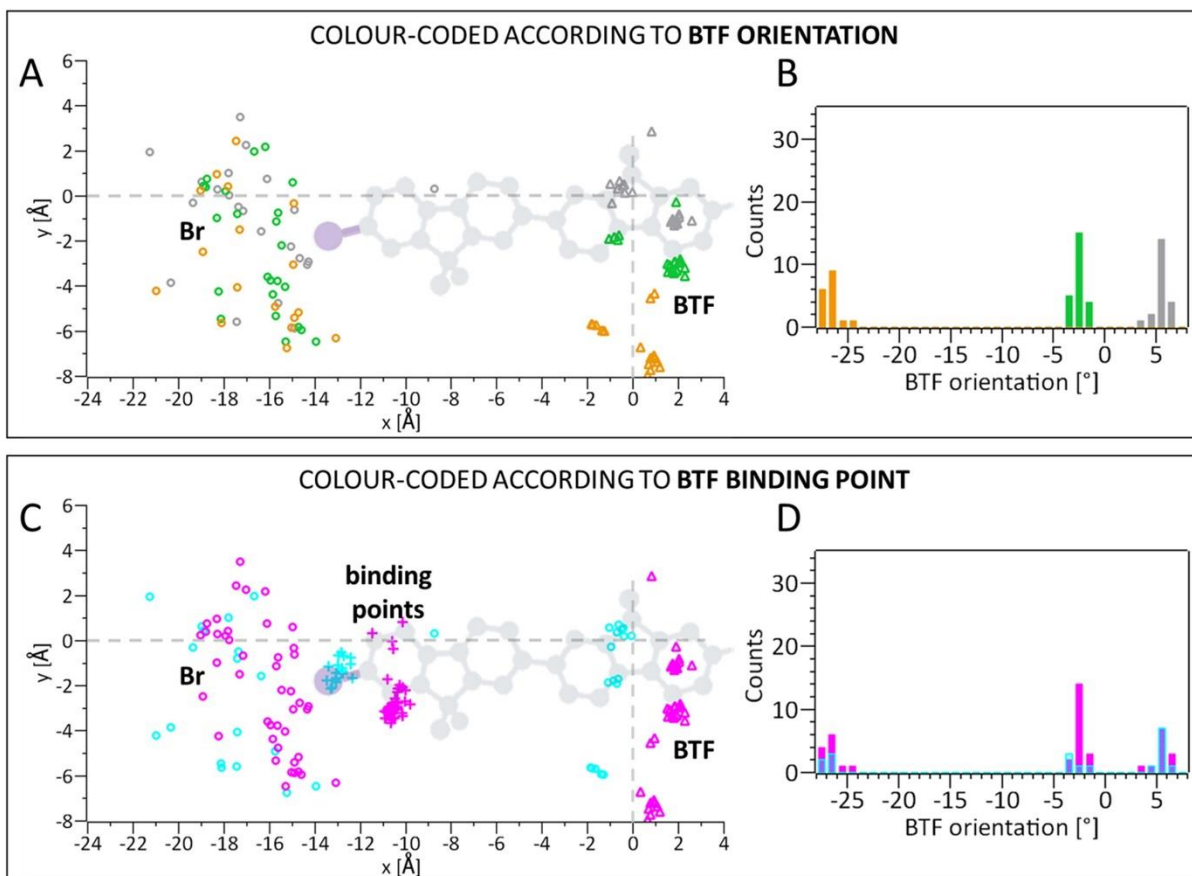 COLOUR-CODED ACCORDING TO BTF ORIENTATION
A
6
4
2
0
-2
-4
-6
-8
y [Å]
Br
BTF
-24 -22 -20 -18 -16 -14 -12 -10 -8 -6 -4 -2 0 2 4
x [Å]
B
30
20
10
0
Counts
-25 -20 -15 -10 -5 0 5
BTF orientation [°]
COLOUR-CODED ACCORDING TO BTF BINDING POINT
C
6
4
2
0
-2
-4
-6
-8
y [Å]
binding
points
Br
BTF
-24 -22 -20 -18 -16 -14 -12 -10 -8 -6 -4 -2 0 2 4
x [Å]
D
30
20
10
0
Counts
-25 -20 -15 -10 -5 0 5
BTF orientation [°]